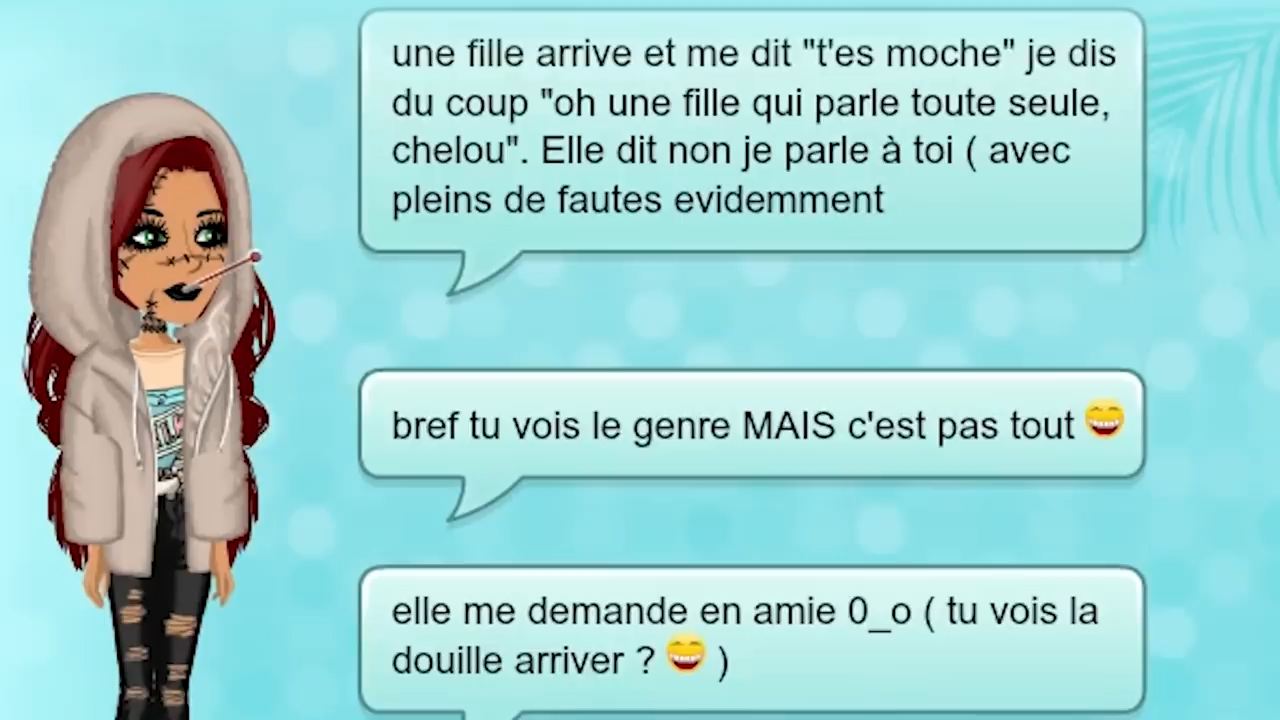 une fille arrive et me dit "t'es moche" je dis
du coup "oh une fille qui parle toute seule,
chelou". Elle dit non je parle à toi ( avec
pleins de fautes evidemment
bref tu vois le genre MAIS c'est pas tout 😆
elle me demande en amie 0_o ( tu vois la
douille arriver ? 😆 )